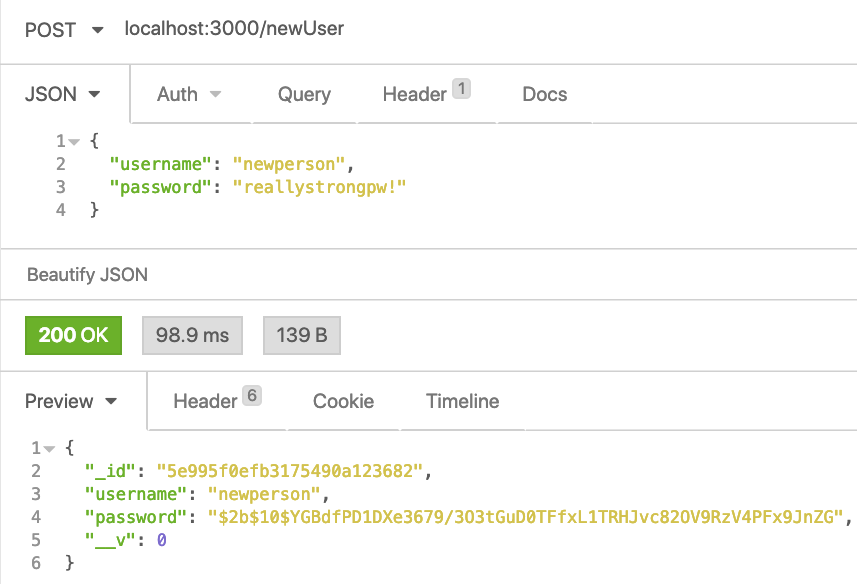 POST localhost:3000/newUser
JSON Auth Query Header 1 Docs
1 {
2 "username": "newperson",
3 "password": "reallystrongpw!"
4 }
Beautify JSON
200 OK 98.9 ms 139 B
Preview Header 6 Cookie Timeline
1 {
2 "_id": "5e995f0efb3175490a123682",
3 "username": "newperson",
4 "password": "$2b$10$YGBdfPD1DXe3679/3O3tGuD0TFfxL1TRHJvc82OV9RzV4PFx9JnZG",
5 "__v": 0
6 }